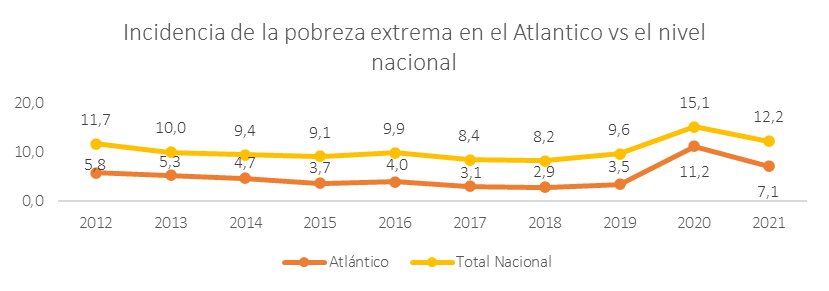 Incidencia de la pobreza extrema en el Atlantico vs el nivel
nacional
20,0
10,0
0,0
11,7 10,0 9,4 9,1 9,9 8,4 8,2 9,6 15,1 12,2
5,8 5,3 4,7 3,7 4,0 3,1 2,9 3,5 11,2 7,1
2012 2013 2014 2015 2016 2017 2018 2019 2020 2021
Atlántico Total Nacional